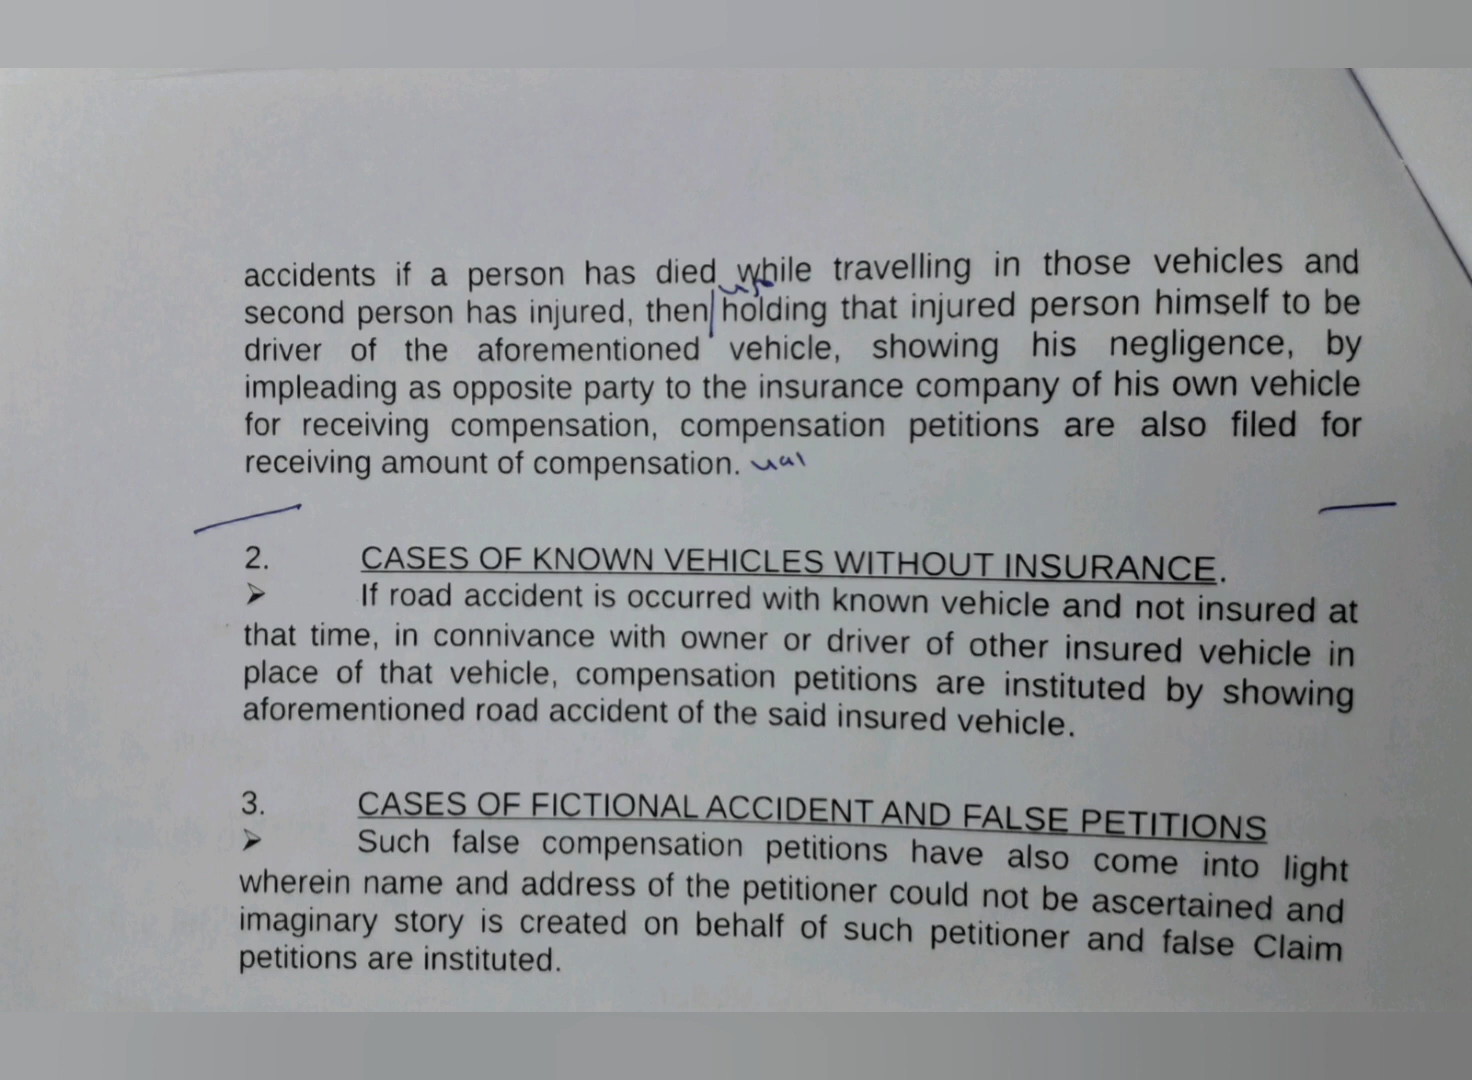 accidents if a person has died while travelling in those vehicles and
second person has injured, then holding that injured person himself to be
driver of the aforementioned vehicle, showing his negligence, by
impleading as opposite party to the insurance company of his own vehicle
for receiving compensation, compensation petitions are also filed for
receiving amount of compensation.
2. CASES OF KNOWN VEHICLES WITHOUT INSURANCE.
➢ If road accident is occurred with known vehicle and not insured at
that time, in connivance with owner or driver of other insured vehicle in
place of that vehicle, compensation petitions are instituted by showing
aforementioned road accident of the said insured vehicle.
3. CASES OF FICTIONAL ACCIDENT AND FALSE PETITIONS
➢ Such false compensation petitions have also come into light
wherein name and address of the petitioner could not be ascertained and
imaginary story is created on behalf of such petitioner and false Claim
petitions are instituted.